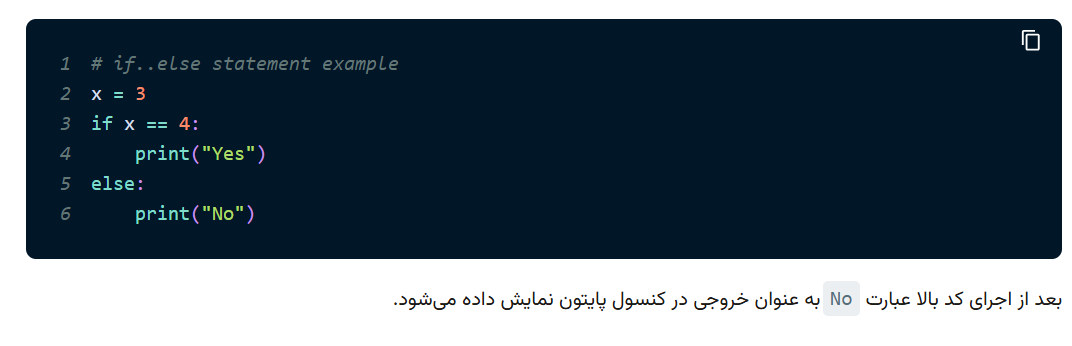 1 # if..else statement example
2 x = 3
3 if x == 4:
4     print("Yes")
5 else:
6     print("No")
بعد از اجرای کد بالا عبارت No به عنوان خروجی در کنسول پایتون نمایش داده می‌شود.